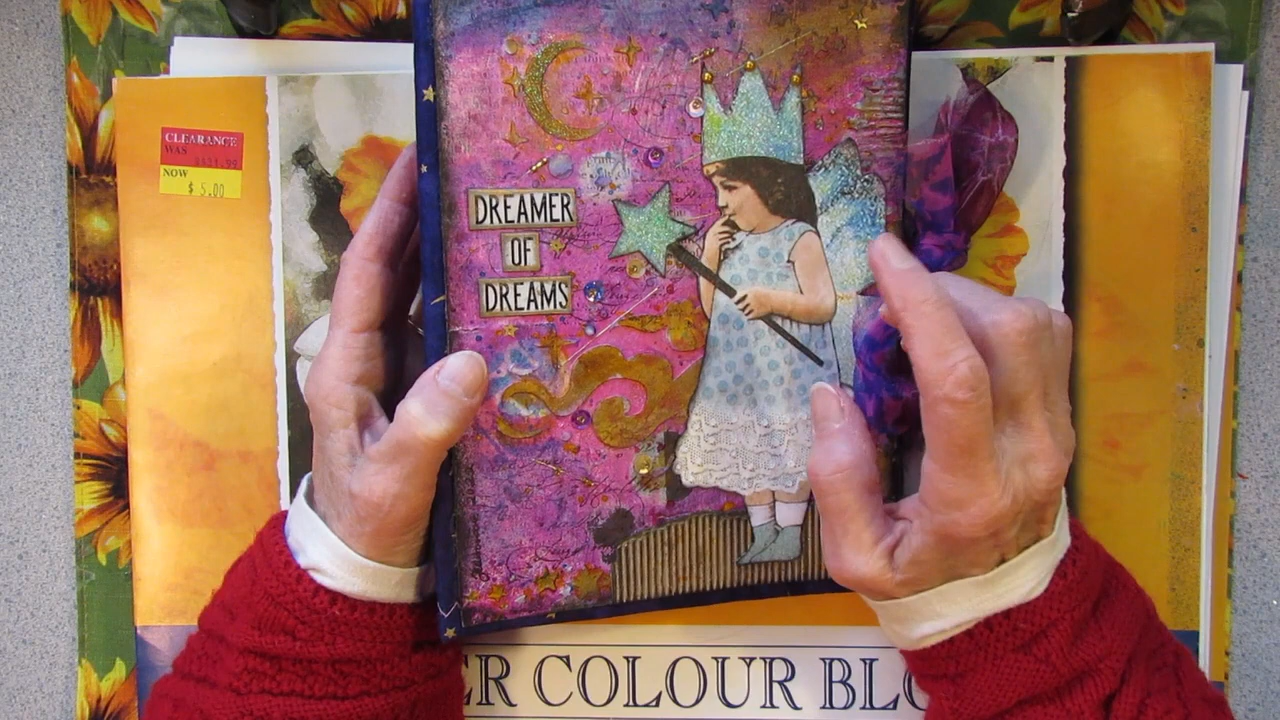 CLEARANCE
WAS
NOW
$ 5.00
DREAMER
OF
DREAMS
ER COLOUR BLO